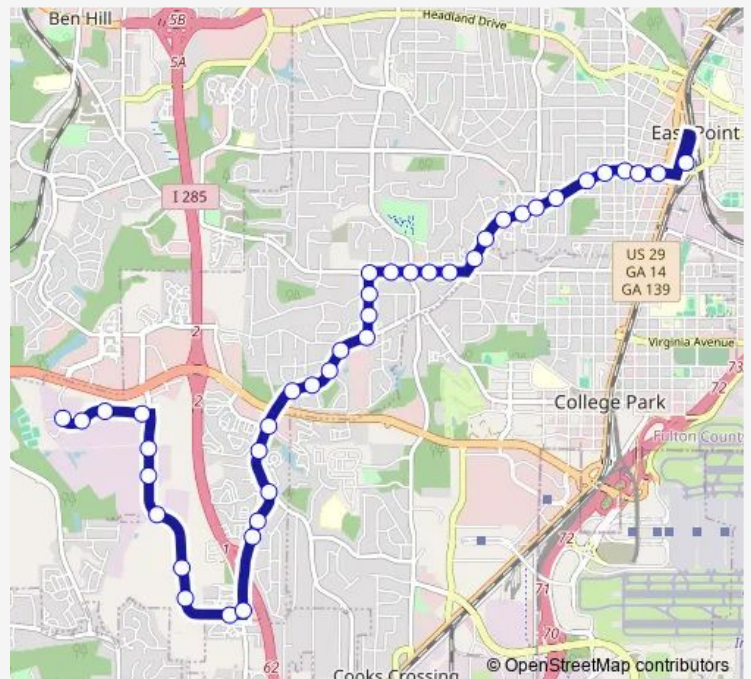 Ben Hill
5B
Headland Drive
5A
East Point
I 285
US 29
GA 14
GA 139
2
Virginia Avenue
73
72
2
College Park
Fulton Count
72
1
71
70
62
Cooks Crossing
© OpenStreetMap contributors